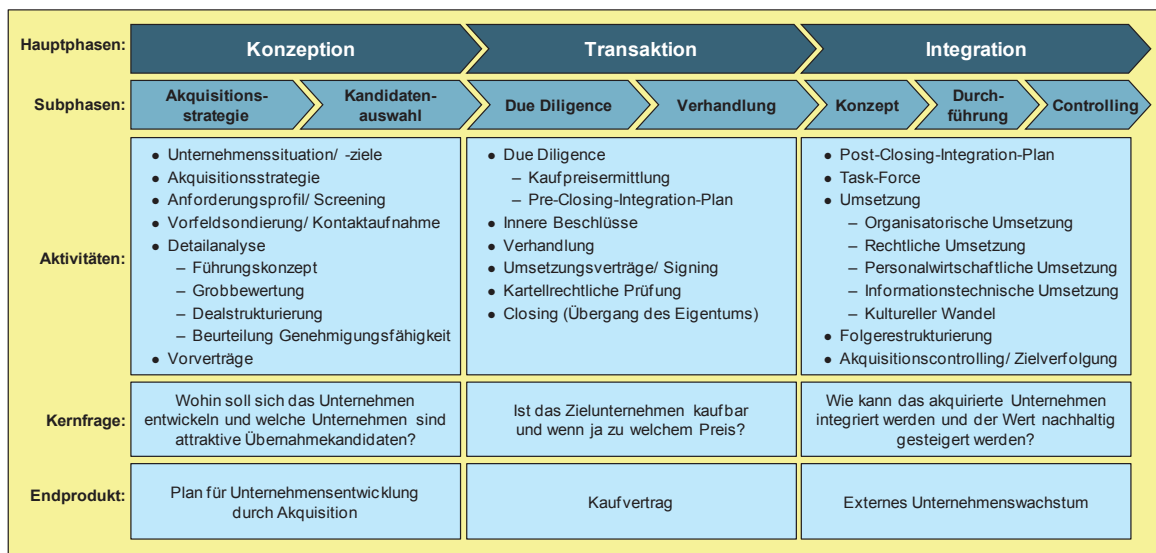 Hauptphasen:
Konzeption
Transaktion
Integration
Subphasen:
Akquisitions-
strategie
Kandidaten-
auswahl
Due Diligence
Verhandlung
Konzept
Durch-
führung
Controlling
Aktivitäten:
● Unternehmenssituation/ -ziele
● Akquisitionsstrategie
● Anforderungsprofil/ Screening
● Vorfeldsondierung/ Kontaktaufnahme
● Detailanalyse
– Führungskonzept
– Grobbewertung
– Dealstrukturierung
– Beurteilung Genehmigungsfähigkeit
● Vorverträge
● Due Diligence
– Kaufpreisermittlung
– Pre-Closing-Integration-Plan
● Innere Beschlüsse
● Verhandlung
● Umsetzungsverträge/ Signing
● Kartellrechtliche Prüfung
● Closing (Übergang des Eigentums)
● Post-Closing-Integration-Plan
● Task-Force
● Umsetzung
– Organisatorische Umsetzung
– Rechtliche Umsetzung
– Personalwirtschaftliche Umsetzung
– Informationstechnische Umsetzung
– Kultureller Wandel
● Folgerestrukturierung
● Akquisitionscontrolling/ Zielverfolgung
Kernfrage:
Wohin soll sich das Unternehmen
entwickeln und welche Unternehmen sind
attraktive Übernahmekandidaten?
Ist das Zielunternehmen kaufbar
und wenn ja zu welchem Preis?
Wie kann das akquirierte Unternehmen
integriert werden und der Wert nachhaltig
gesteigert werden?
Endprodukt:
Plan für Unternehmensentwicklung
durch Akquisition
Kaufvertrag
Externes Unternehmenswachstum